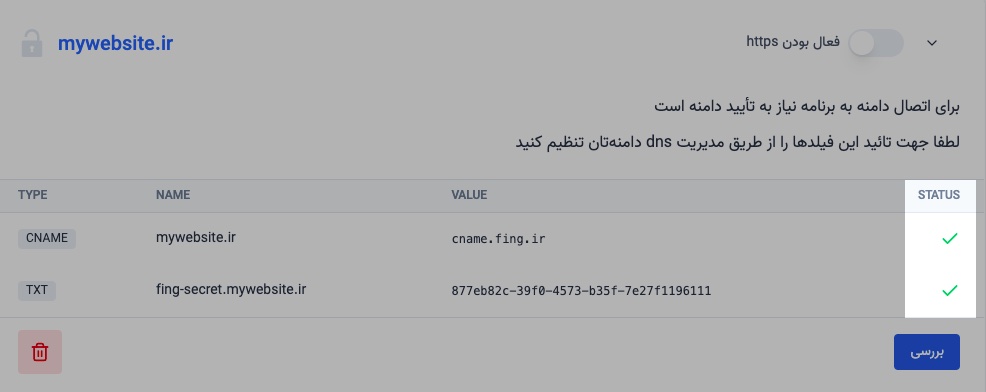 mywebsite.ir
فعال بودن https
برای اتصال دامنه به برنامه نیاز به تأیید دامنه است
لطفا جهت تائید این فیلدها را از طریق مدیریت dns دامنه‌تان تنظیم کنید
TYPE NAME VALUE STATUS
CNAME mywebsite.ir cname.fing.ir
TXT fing-secret.mywebsite.ir 877eb82c-39f0-4573-b35f-7e27f1196111
بررسی